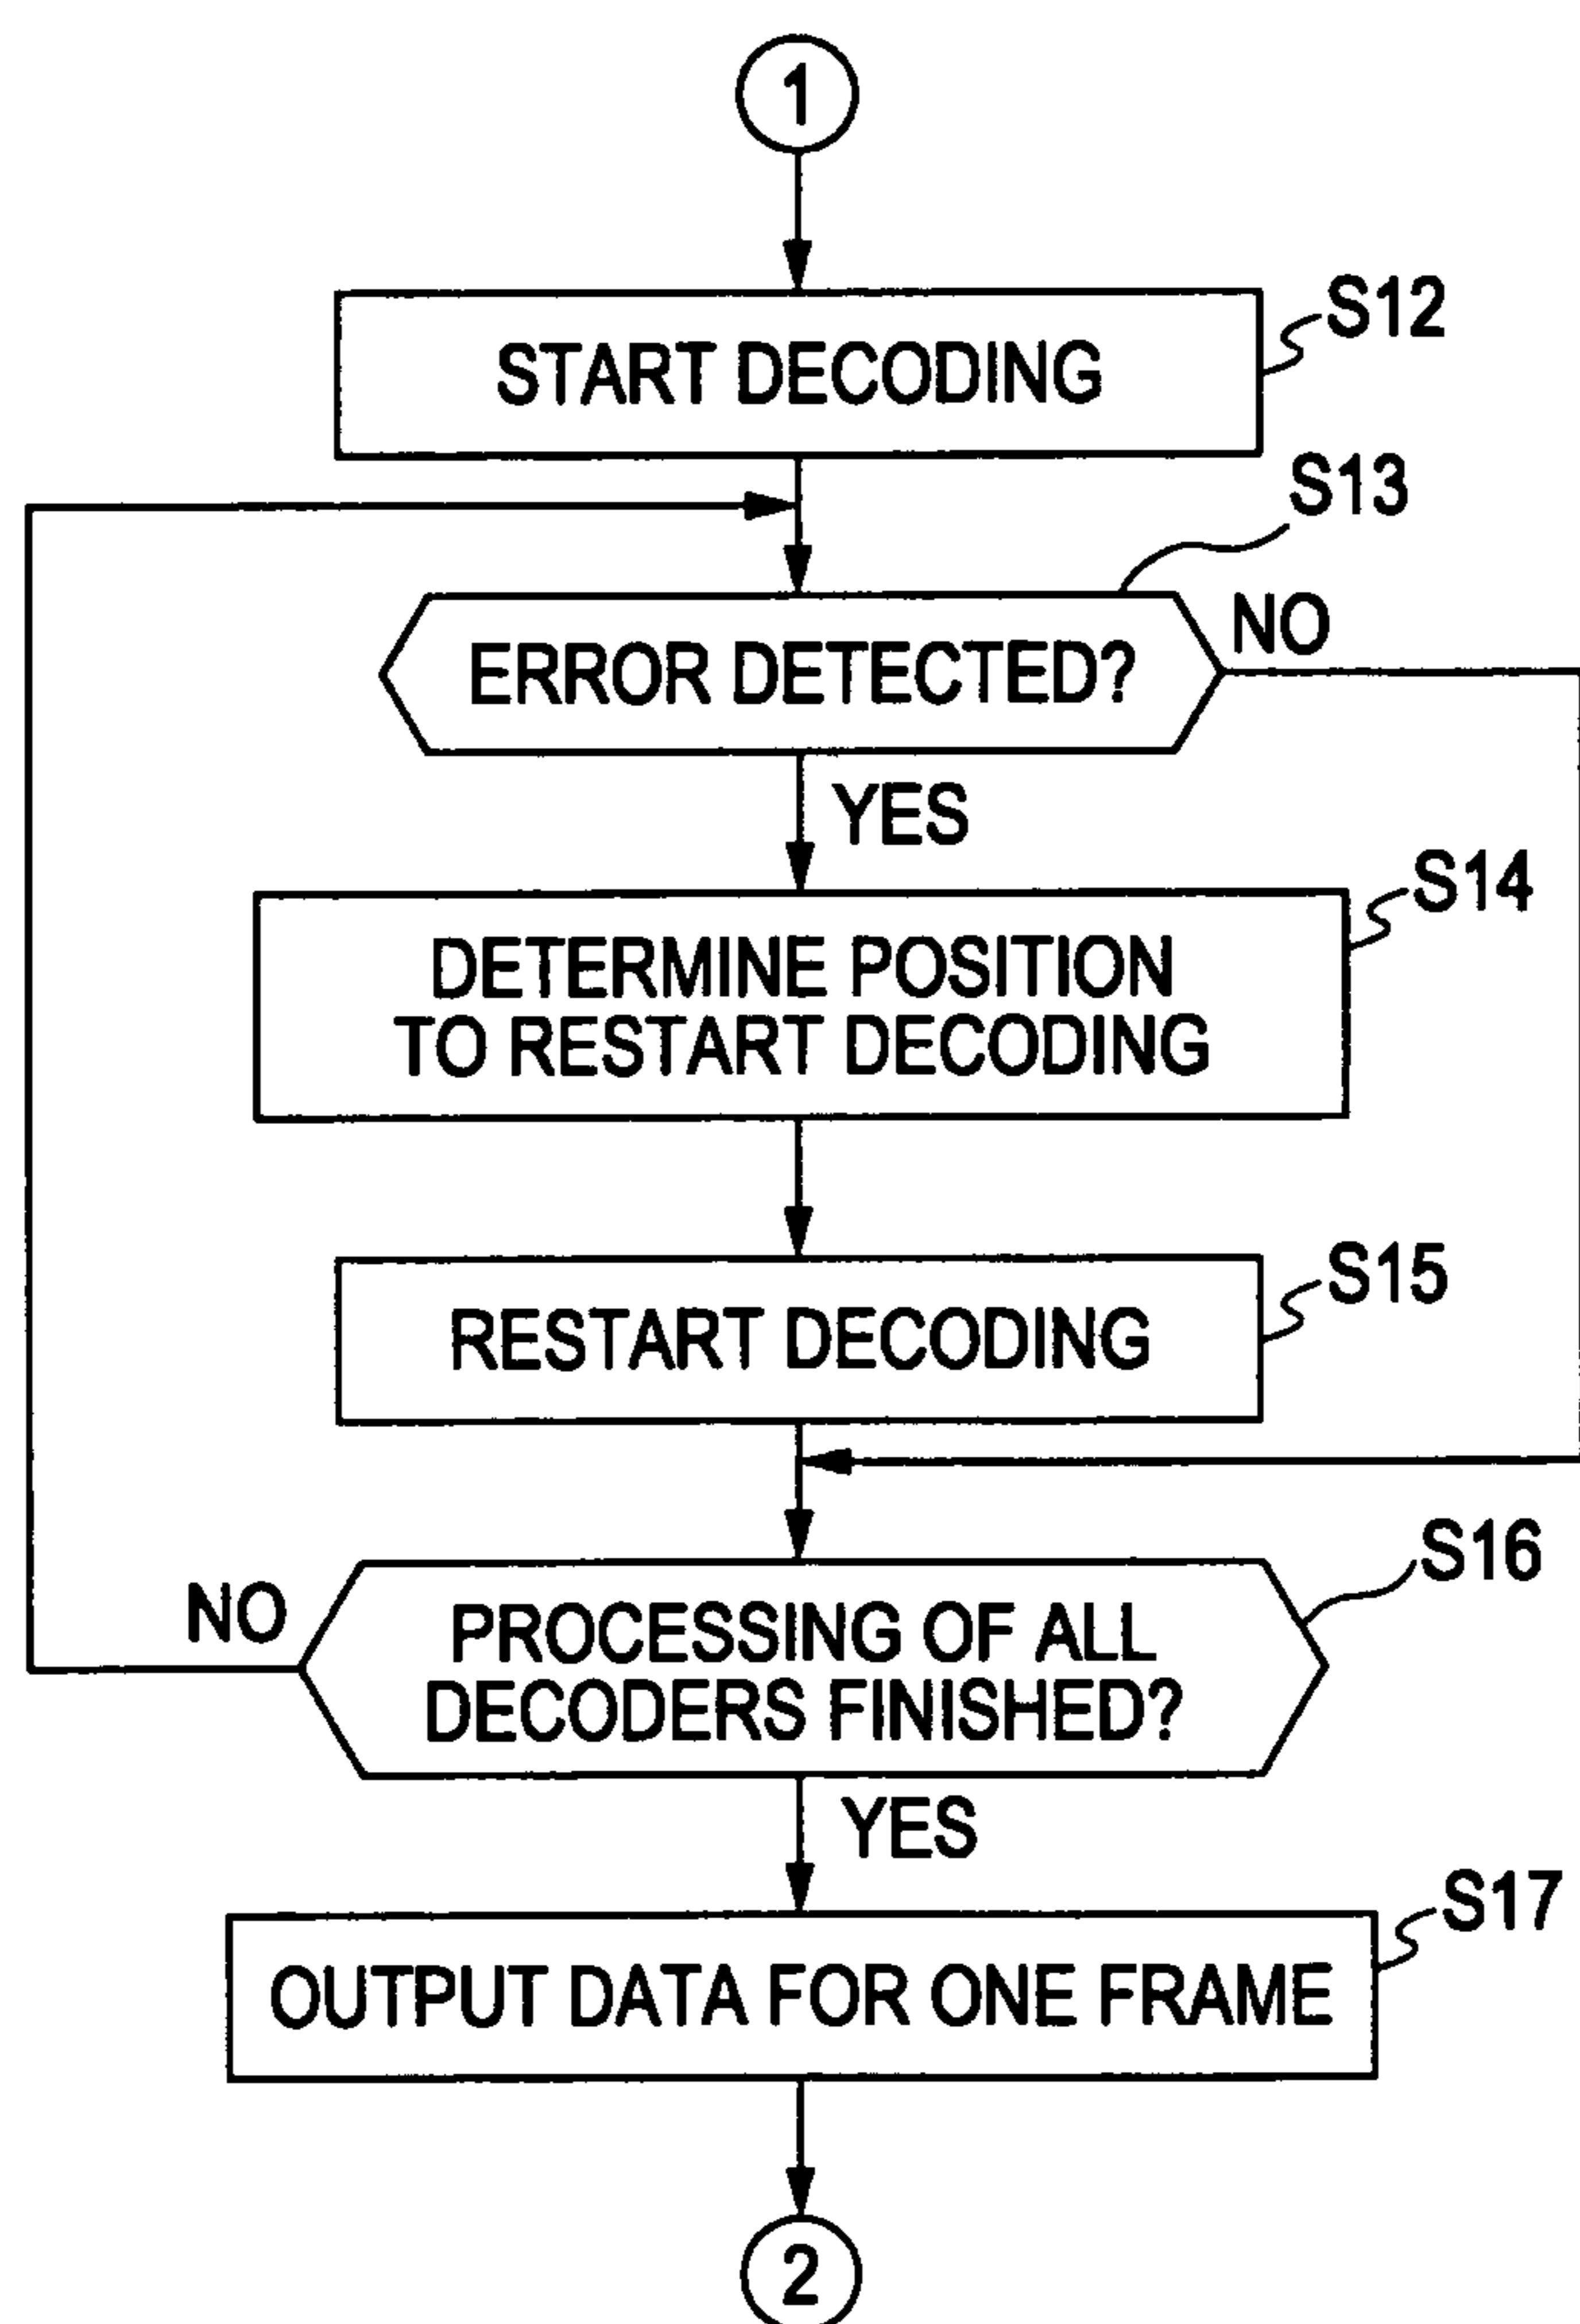 1
START DECODING
S12
S13
ERROR DETECTED?
NO
YES
S14
DETERMINE POSITION
TO RESTART DECODING
S15
RESTART DECODING
S16
NO
PROCESSING OF ALL
DECODERS FINISHED?
YES
S17
OUTPUT DATA FOR ONE FRAME
2